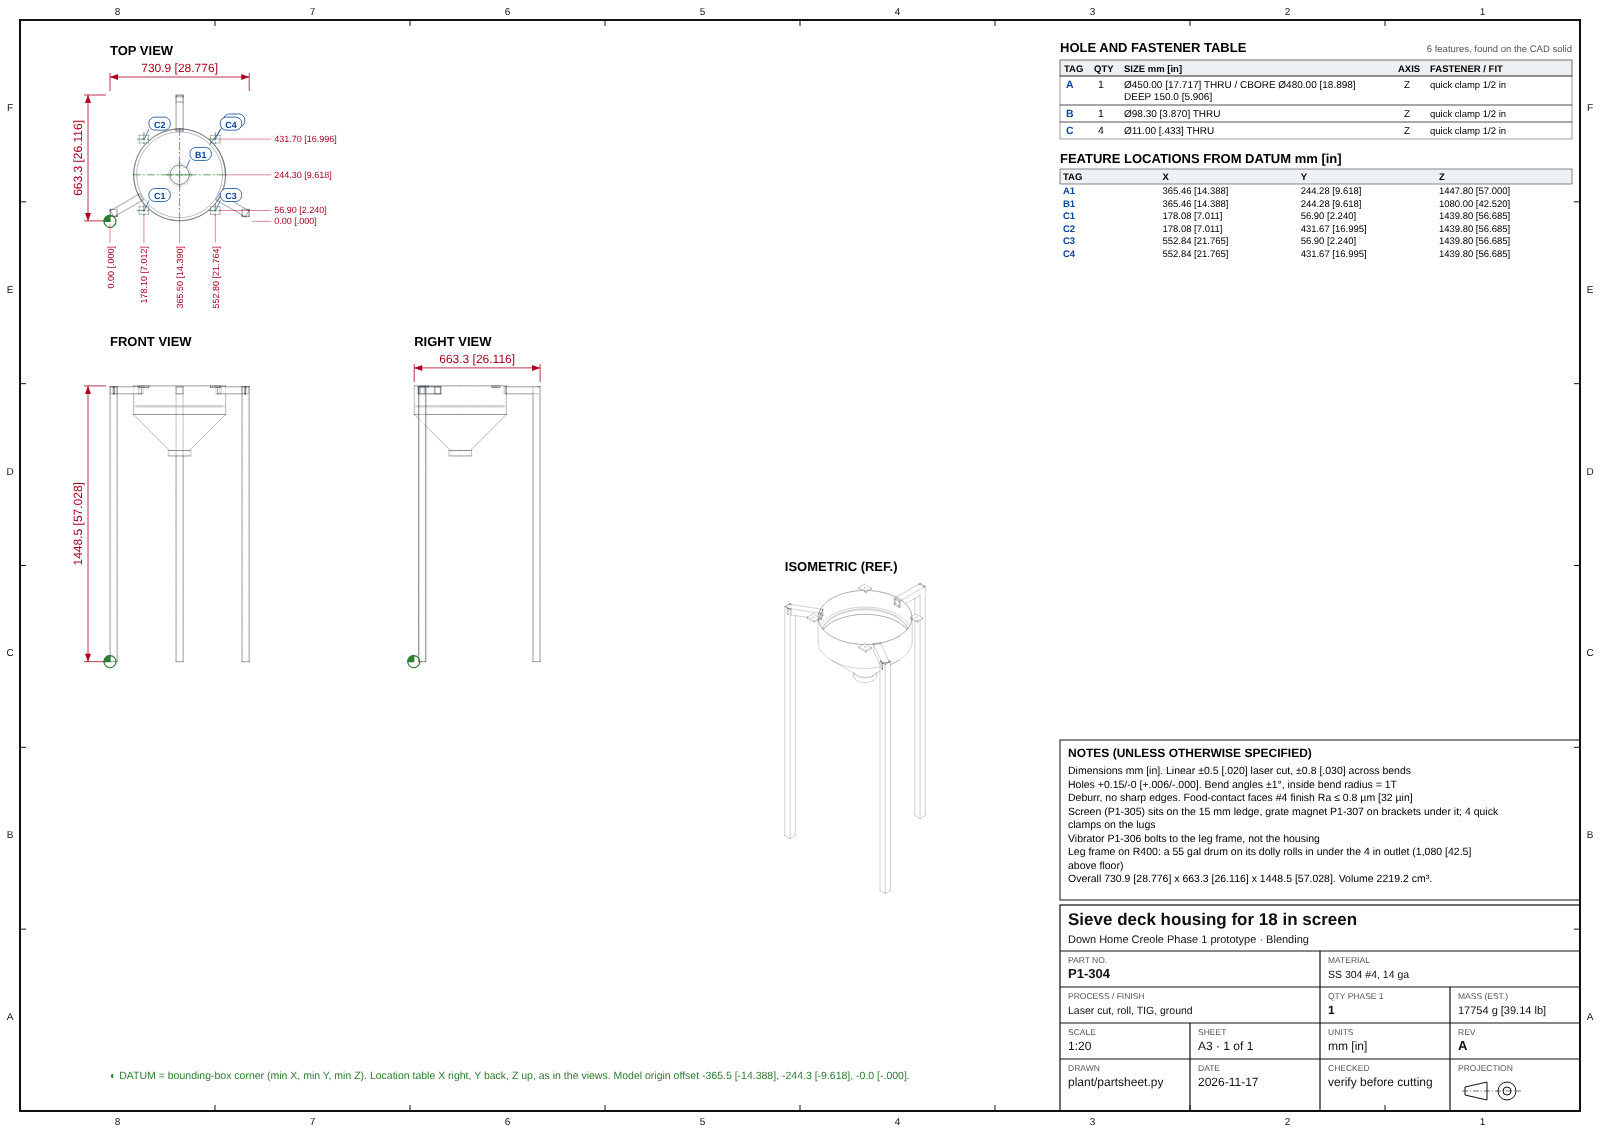 8 7 6 5 4 3 2 1
TOP VIEW
730.9 [28.776]
663.3 [26.116]
C2
C4
B1
C1
C3
431.70 [16.996]
244.30 [9.618]
56.90 [2.240]
0.00 [.000]
0.00 [.000]
178.10 [7.012]
365.50 [14.390]
552.80 [21.764]
HOLE AND FASTENER TABLE
6 features, found on the CAD solid
TAG QTY SIZE mm [in] AXIS FASTENER / FIT
A 1 Ø450.00 [17.717] THRU / CBORE Ø480.00 [18.898] Z quick clamp 1/2 in
DEEP 150.0 [5.906]
B 1 Ø98.30 [3.870] THRU Z quick clamp 1/2 in
C 4 Ø11.00 [.433] THRU Z quick clamp 1/2 in
FEATURE LOCATIONS FROM DATUM mm [in]
TAG X Y Z
A1 365.46 [14.388] 244.28 [9.618] 1447.80 [57.000]
B1 365.46 [14.388] 244.28 [9.618] 1080.00 [42.520]
C1 178.08 [7.011] 56.90 [2.240] 1439.80 [56.685]
C2 178.08 [7.011] 431.67 [16.995] 1439.80 [56.685]
C3 552.84 [21.765] 56.90 [2.240] 1439.80 [56.685]
C4 552.84 [21.765] 431.67 [16.995] 1439.80 [56.685]
F F
E E
D D
C C
B B
A A
FRONT VIEW
1448.5 [57.028]
RIGHT VIEW
663.3 [26.116]
ISOMETRIC (REF.)
NOTES (UNLESS OTHERWISE SPECIFIED)
Dimensions mm [in]. Linear ±0.5 [.020] laser cut, ±0.8 [.030] across bends
Holes +0.15/-0 [+.006/-.000]. Bend angles ±1°, inside bend radius = 1T
Deburr, no sharp edges. Food-contact faces #4 finish Ra ≤ 0.8 µm [32 µin]
Screen (P1-305) sits on the 15 mm ledge, grate magnet P1-307 on brackets under it; 4 quick
clamps on the lugs
Vibrator P1-306 bolts to the leg frame, not the housing
Leg frame on R400: a 55 gal drum on its dolly rolls in under the 4 in outlet (1,080 [42.5]
above floor)
Overall 730.9 [28.776] x 663.3 [26.116] x 1448.5 [57.028]. Volume 2219.2 cm³.
Sieve deck housing for 18 in screen
Down Home Creole Phase 1 prototype · Blending
PART NO. MATERIAL
P1-304 SS 304 #4, 14 ga
PROCESS / FINISH QTY PHASE 1 MASS (EST.)
Laser cut, roll, TIG, ground 1 17754 g [39.14 lb]
SCALE SHEET UNITS REV
1:20 A3 · 1 of 1 mm [in] A
DRAWN DATE CHECKED PROJECTION
plant/partsheet.py 2026-11-17 verify before cutting
DATUM = bounding-box corner (min X, min Y, min Z). Location table X right, Y back, Z up, as in the views. Model origin offset -365.5 [-14.388], -244.3 [-9.618], -0.0 [-.000].
8 7 6 5 4 3 2 1